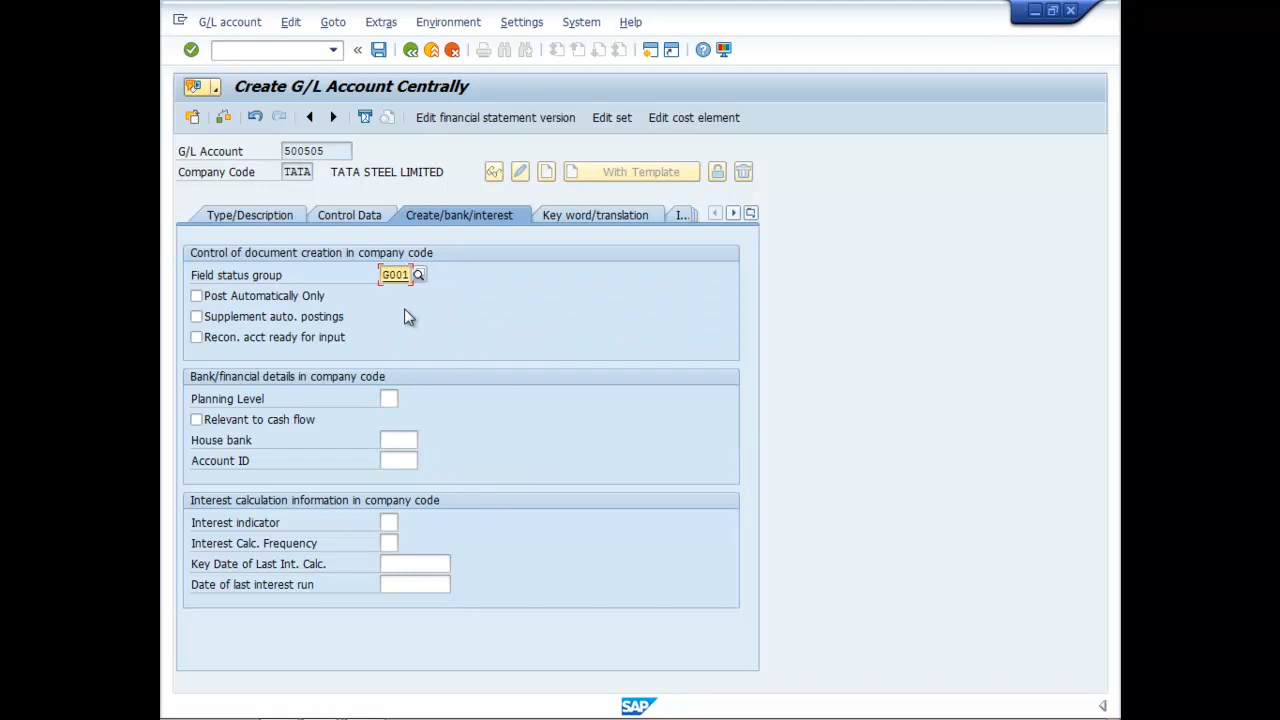 G/L account Edit Goto Extras Environment Settings System Help
Create G/L Account Centrally
Edit financial statement version Edit set Edit cost element
G/L Account 500505
Company Code TATA TATA STEEL LIMITED With Template
Type/Description Control Data Create/bank/interest Key word/translation I...
Control of document creation in company code
Field status group G001
Post Automatically Only
Supplement auto. postings
Recon. acct ready for input
Bank/financial details in company code
Planning Level
Relevant to cash flow
House bank
Account ID
Interest calculation information in company code
Interest indicator
Interest Calc. Frequency
Key Date of Last Int. Calc.
Date of last interest run
SAP